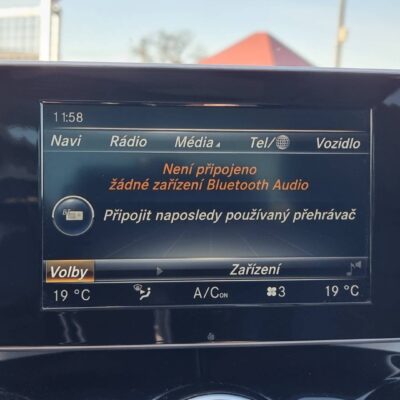 11:58
Navi Rádio Média Tel/ Vozidlo
Není připojeno
žádné zařízení Bluetooth Audio
Připojit naposledy používaný přehrávač
Volby Zařízení
19 °C A/C ON 3 19 °C